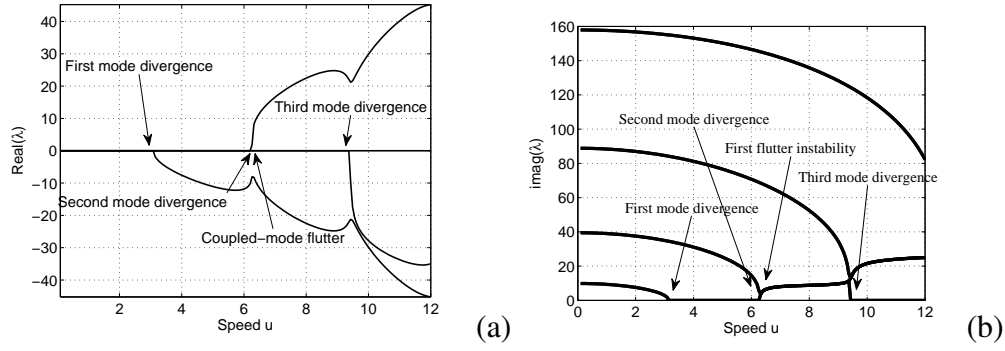 40
30
20
10
0
−10
−20
−30
−40
Real(λ)
First mode divergence
Third mode divergence
Second mode divergence
Coupled−mode flutter
2 4 6 8 10 12
Speed u
(a)
160
140
120
100
80
60
40
20
0
imag(λ)
Second mode divergence
First flutter instability
Third mode divergence
First mode divergence
0 2 4 6 8 10 12
Speed u
(b)